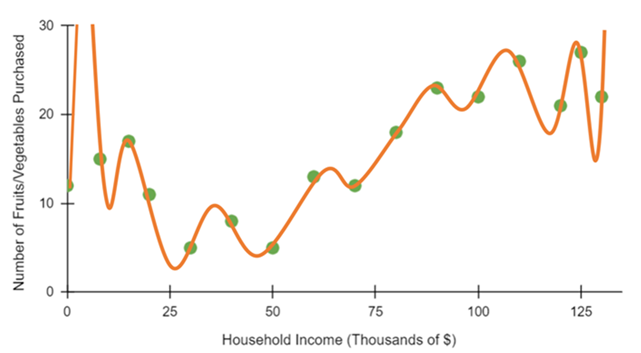 Number of Fruits/Vegetables Purchased
30
20
10
0
0 25 50 75 100 125
Household Income (Thousands of $)